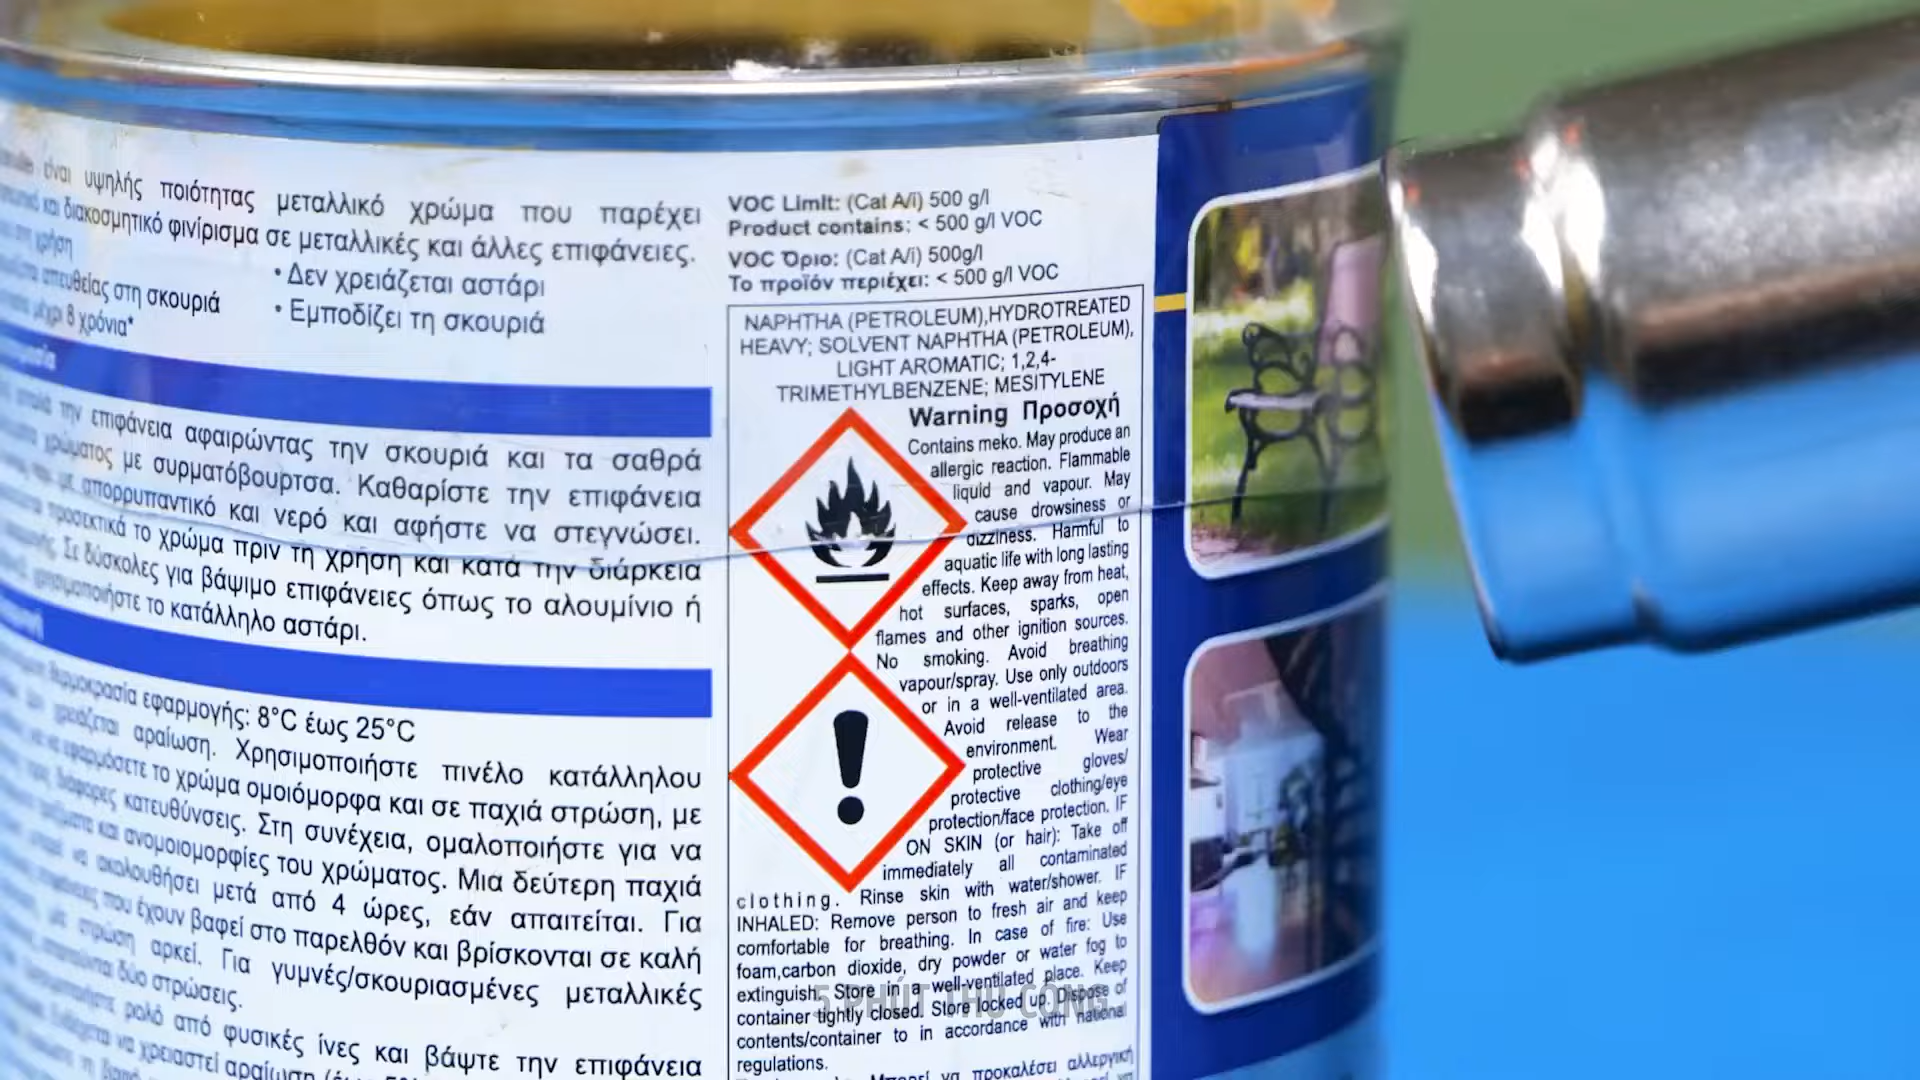 είναι υψηλής ποιότητας μεταλλικό χρώμα που παρέχει
και διακοσμητικό φινίρισμα σε μεταλλικές και άλλες επιφάνειες.
στη χρήση
απευθείας στη σκουριά
μέχρι 8 χρόνια*
• Δεν χρειάζεται αστάρι
• Εμποδίζει τη σκουριά
την επιφάνεια αφαιρώντας την σκουριά και τα σαθρά
χρώματος με συρματόβουρτσα. Καθαρίστε την επιφάνεια
με απορρυπαντικό και νερό και αφήστε να στεγνώσει.
προσεκτικά το χρώμα πριν τη χρήση και κατά την διάρκεια
Σε δύσκολες για βάψιμο επιφάνειες όπως το αλουμίνιο ή
χρησιμοποιήστε το κατάλληλο αστάρι.
θερμοκρασία εφαρμογής: 8°C έως 25°C
χρειάζεται αραίωση. Χρησιμοποιήστε πινέλο κατάλληλου
να εφαρμόσετε το χρώμα ομοιόμορφα και σε παχιά στρώση, με
διάφορες κατευθύνσεις. Στη συνέχεια, ομαλοποιήστε για να
και ανομοιομορφίες του χρώματος. Μια δεύτερη παχιά
να ακολουθήσει μετά από 4 ώρες, εάν απαιτείται. Για
που έχουν βαφεί στο παρελθόν και βρίσκονται σε καλή
στρώση αρκεί. Για γυμνές/σκουριασμένες μεταλλικές
δύο στρώσεις.
ρολό από φυσικές ίνες και βάψτε την επιφάνεια
να χρειαστεί αραίωση
VOC Limit: (Cat A/i) 500 g/l
Product contains: < 500 g/l VOC
VOC Όριο: (Cat A/i) 500g/l
Το προϊόν περιέχει: < 500 g/l VOC
NAPHTHA (PETROLEUM),HYDROTREATED
HEAVY; SOLVENT NAPHTHA (PETROLEUM),
LIGHT AROMATIC; 1,2,4-
TRIMETHYLBENZENE; MESITYLENE
Warning Προσοχή
Contains meko. May produce an
allergic reaction. Flammable
liquid and vapour. May
cause drowsiness or
dizziness. Harmful to
aquatic life with long lasting
effects. Keep away from heat,
hot surfaces, sparks, open
flames and other ignition sources.
No smoking. Avoid breathing
vapour/spray. Use only outdoors
or in a well-ventilated area.
Avoid release to the
environment. Wear
protective gloves/
protective clothing/eye
protection/face protection. IF
ON SKIN (or hair): Take off
immediately all contaminated
clothing. Rinse skin with water/shower. IF
INHALED: Remove person to fresh air and keep
comfortable for breathing. In case of fire: Use
foam,carbon dioxide, dry powder or water fog to
extinguish. Store in a well-ventilated place. Keep
container tightly closed. Store locked up. Dispose of
contents/container to in accordance with national
regulations.
Μπορεί να προκαλέσει αλλεργική
5 PHÚT THỦ CÔNG